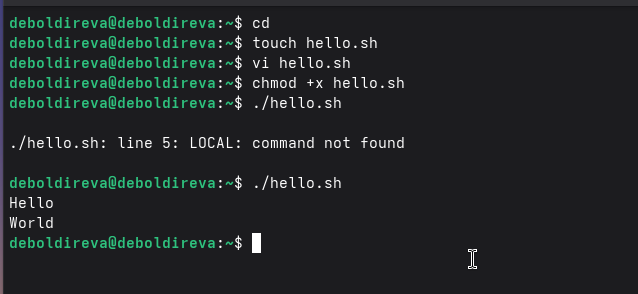 deboldireva@deboldireva:~$ cd
deboldireva@deboldireva:~$ touch hello.sh
deboldireva@deboldireva:~$ vi hello.sh
deboldireva@deboldireva:~$ chmod +x hello.sh
deboldireva@deboldireva:~$ ./hello.sh
./hello.sh: line 5: LOCAL: command not found
deboldireva@deboldireva:~$ ./hello.sh
Hello
World
deboldireva@deboldireva:~$